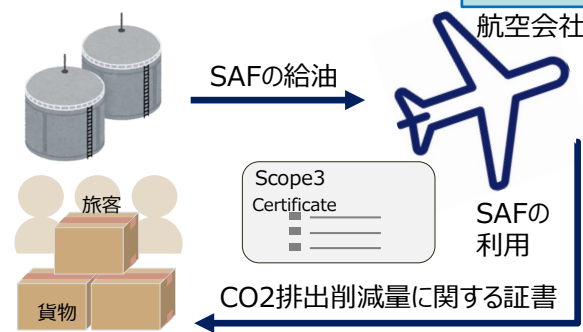 航空会社
SAFの給油
Scope3
Certificate
旅客
SAFの
利用
CO2排出削減量に関する証書
貨物